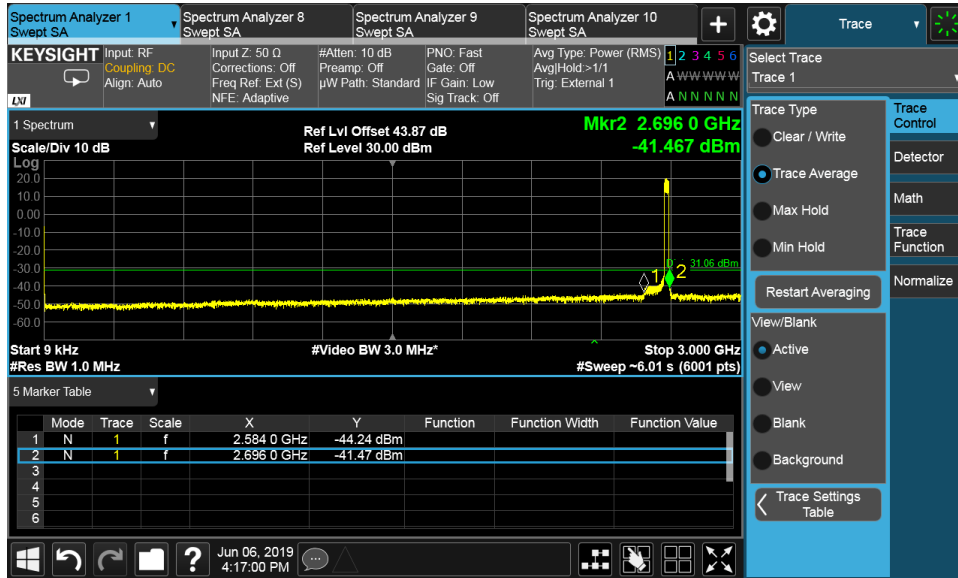 Spectrum Analyzer 1
Swept SA
Spectrum Analyzer 8
Swept SA
Spectrum Analyzer 9
Swept SA
Spectrum Analyzer 10
Swept SA
+
Trace
KEYSIGHT
LXI
Input: RF
Coupling: DC
Align: Auto
Input Z: 50 Ω
Corrections: Off
Freq Ref: Ext (S)
NFE: Adaptive
#Atten: 10 dB
Preamp: Off
µW Path: Standard
PNO: Fast
Gate: Off
IF Gain: Low
Sig Track: Off
Avg Type: Power (RMS)
Avg|Hold:>1/1
Trig: External 1
1 2 3 4 5 6
A W W W W W
A N N N N N
Select Trace
Trace 1
1 Spectrum
Scale/Div 10 dB
Ref Lvl Offset 43.87 dB
Ref Level 30.00 dBm
Mkr2 2.696 0 GHz
-41.467 dBm
Log
20.0
10.0
0.00
-10.0
-20.0
-30.0
-40.0
-50.0
-60.0
31.06 dBm
1
2
Start 9 kHz
#Res BW 1.0 MHz
#Video BW 3.0 MHz*
Stop 3.000 GHz
#Sweep ~6.01 s (6001 pts)
5 Marker Table
Mode Trace Scale X Y Function Function Width Function Value
1 N 1 f 2.584 0 GHz -44.24 dBm
2 N 1 f 2.696 0 GHz -41.47 dBm
3
4
5
6
Trace Type
Clear / Write
Trace Average
Max Hold
Min Hold
Restart Averaging
View/Blank
Active
View
Blank
Background
Trace Settings
Table
Trace
Control
Detector
Math
Trace
Function
Normalize
?
Jun 06, 2019
4:17:00 PM